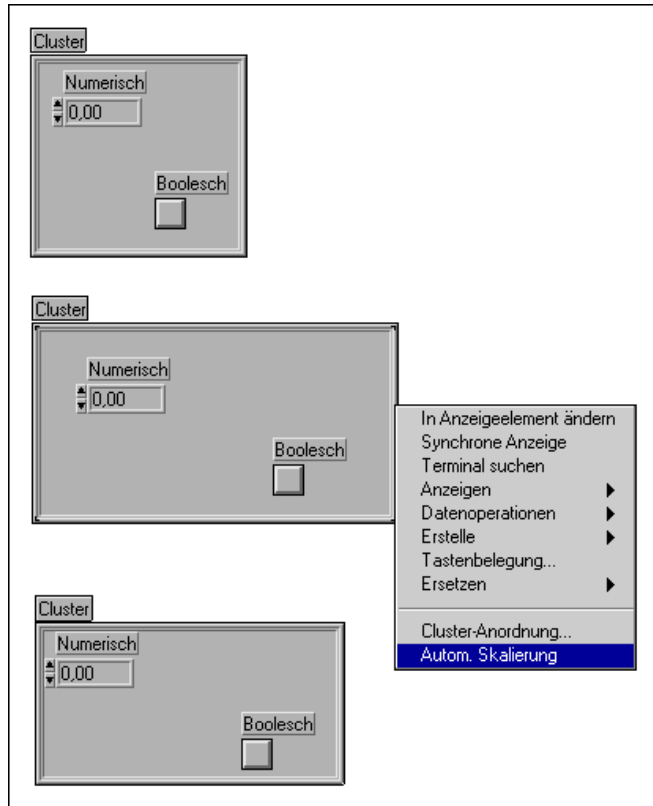 Cluster
Numerisch
0,00
Boolesch
Cluster
Numerisch
0,00
Boolesch
In Anzeigeelement ändern
Synchrone Anzeige
Terminal suchen
Anzeigen
Datenoperationen
Erstelle
Tastenbelegung...
Ersetzen
Cluster-Anordnung...
Autom. Skalierung
Cluster
Numerisch
0,00
Boolesch